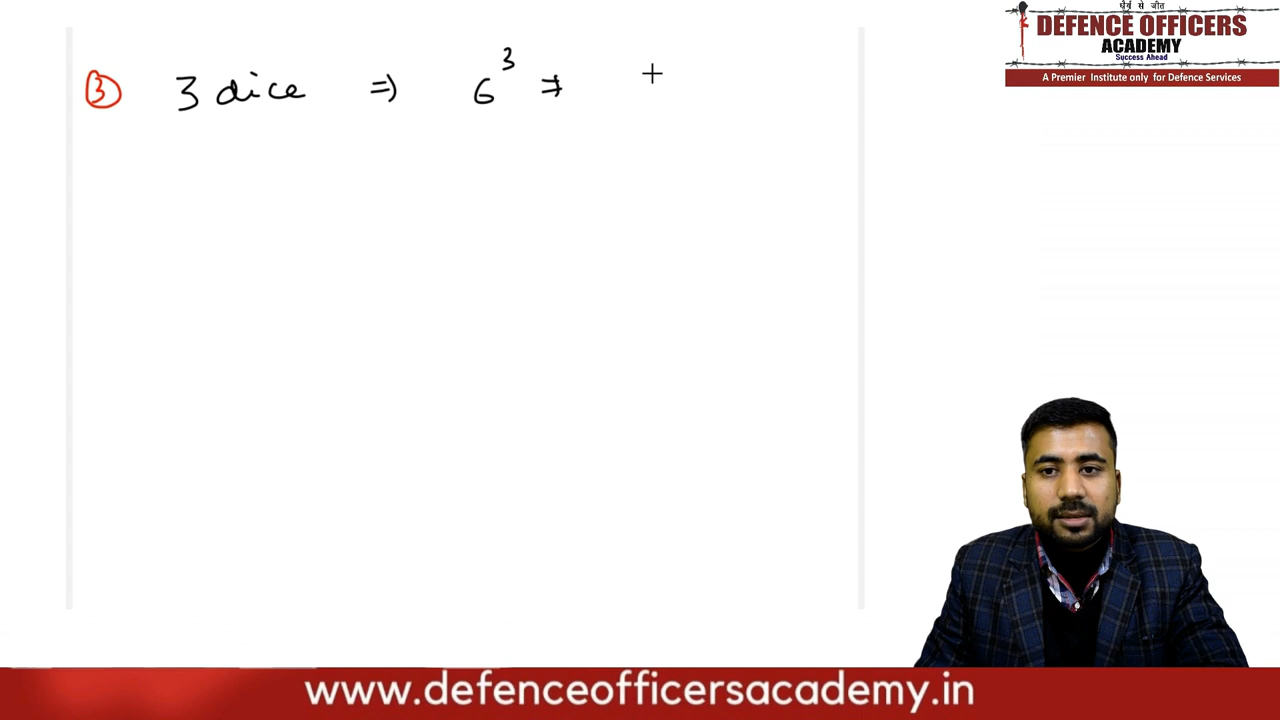 धैर्य से जीत
DEFENCE OFFICERS
ACADEMY
Success Ahead
A Premier Institute only for Defence Services
③ 3 dice ⇒ 6³ ⇒
www.defenceofficersacademy.in